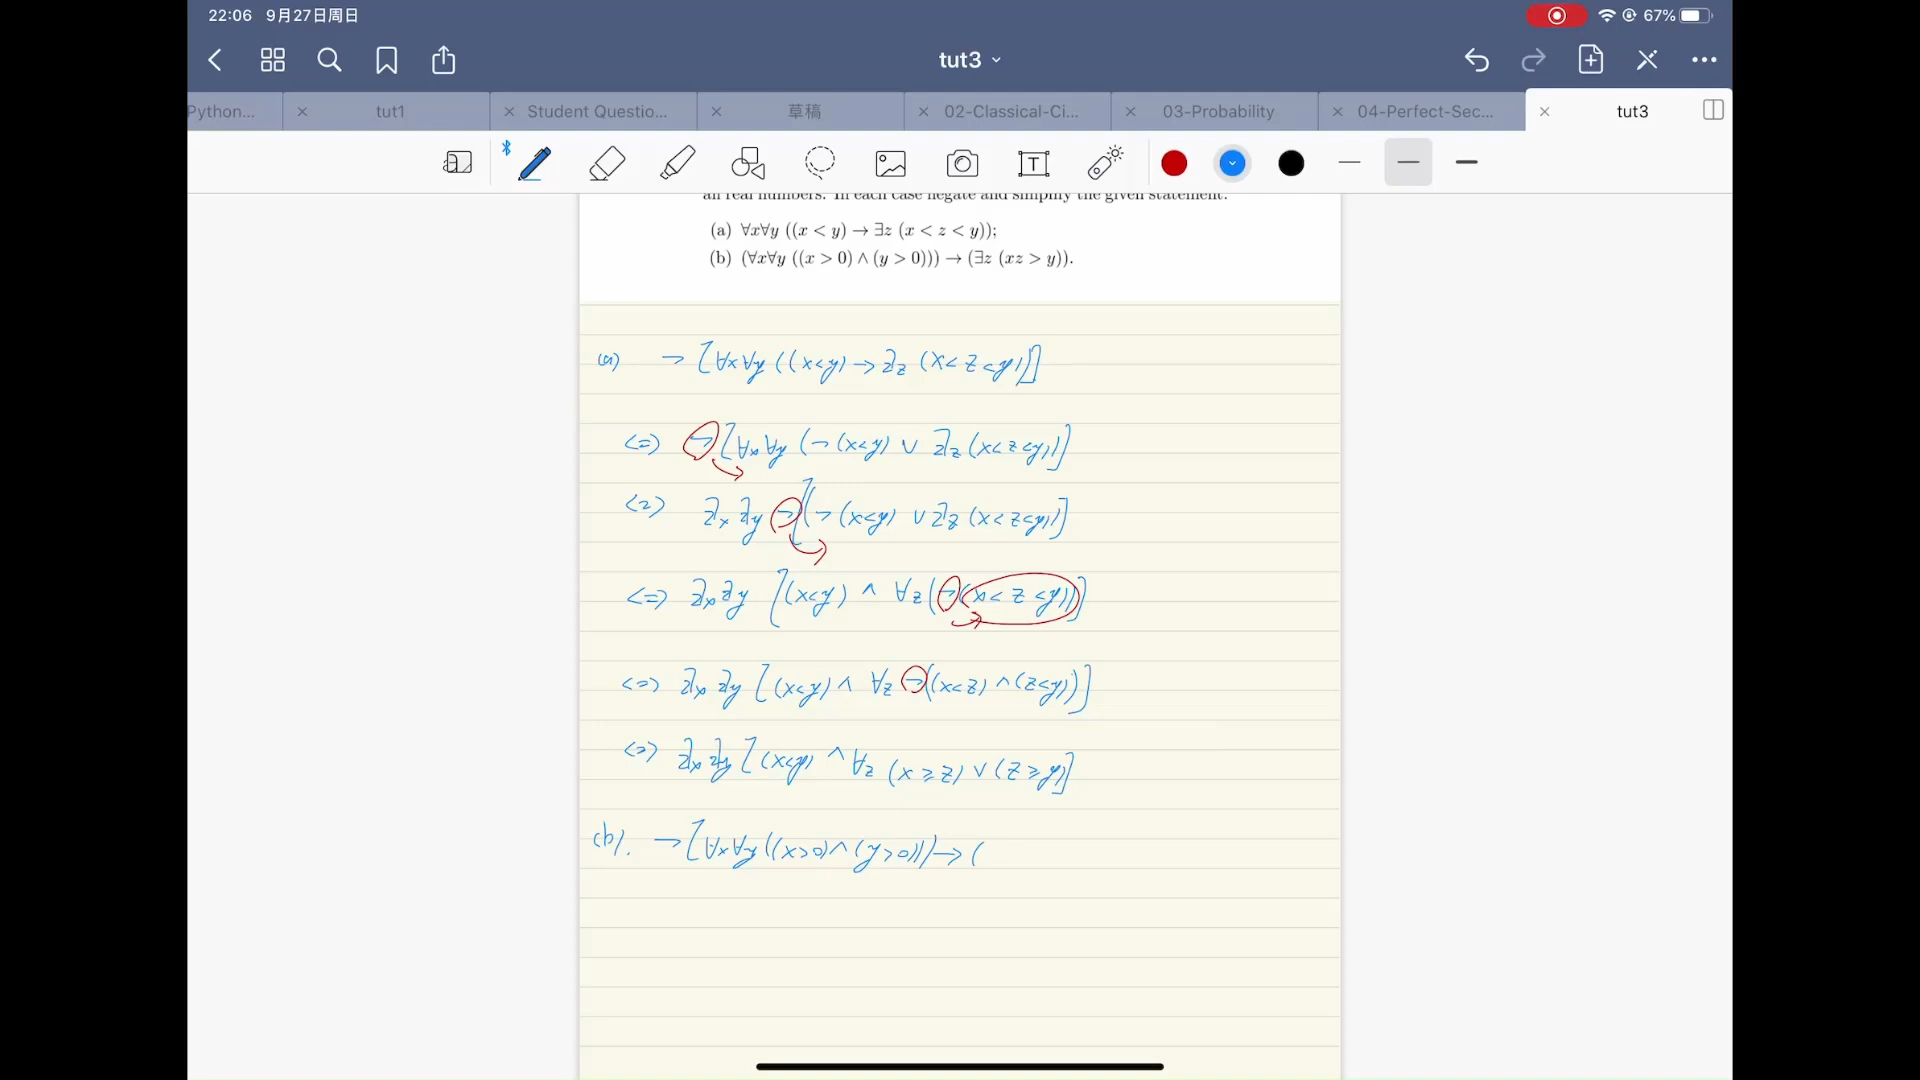 22:06 9月27日周日 67%
tut3
Python... tut1 Student Questio... 草稿 02-Classical-Ci... 03-Probability 04-Perfect-Sec... tut3
all real numbers. In each case negate and simplify the given statement.
(a) ∀x∀y ((x < y) → ∃z (x < z < y));
(b) (∀x∀y ((x > 0) ∧ (y > 0))) → (∃z (xz > y)).
(a) ¬ [∀x∀y ((x<y) → ∃z (x<z<y))]
<=> ¬ [∀x ∀y (¬(x<y) ∨ ∃z (x<z<y))]
<=> ∃x ∃y ¬ [(¬(x<y) ∨ ∃z (x<z<y))]
<=> ∃x ∃y [(x<y) ∧ ∀z (¬(x<z<y))]
<=> ∃x ∃y [(x<y) ∧ ∀z ¬((x<z) ∧ (z<y))]
<=> ∃x ∃y [(x<y) ∧ ∀z (x≥z) ∨ (z≥y)]
(b). ¬ [∀x∀y ((x>0) ∧ (y>0))) → (